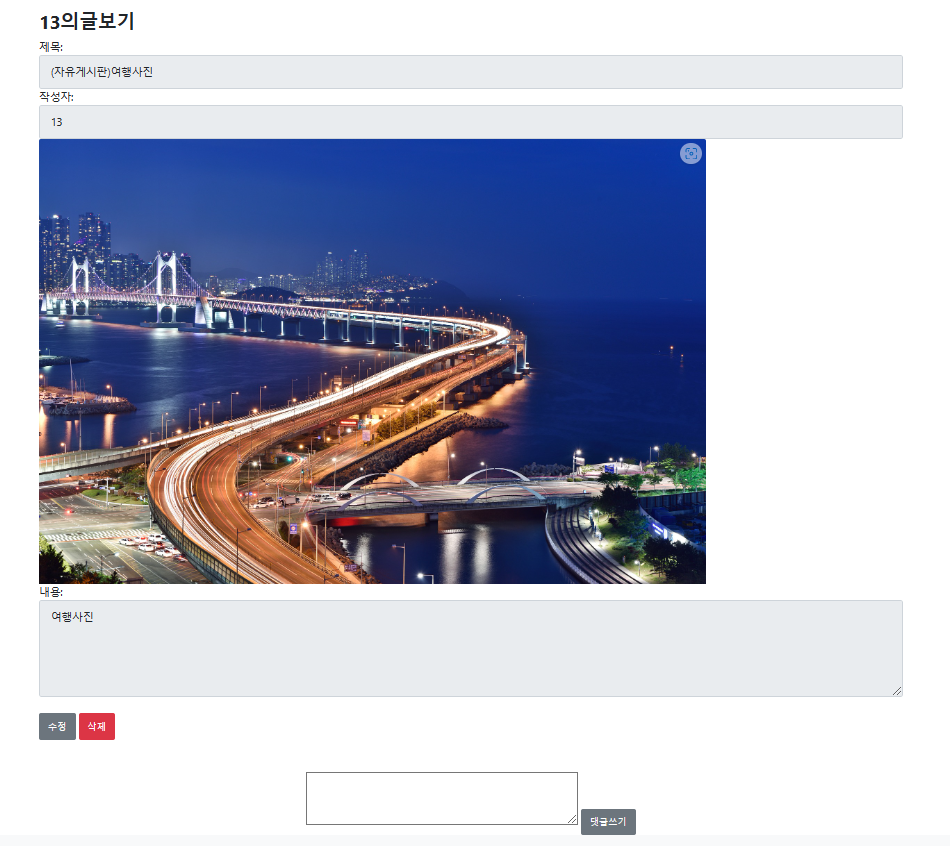 13의글보기
제목:
(자유게시판)여행사진
작성자:
13
내용:
여행사진
수정 삭제
댓글쓰기